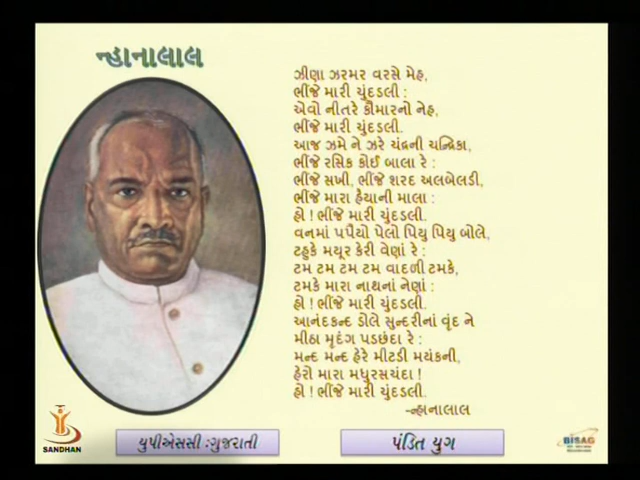 ન્હાનાલાલ
ઝીણા ઝરમર વરસે મેહ,
ભીંજે મારી ચુંદડલી :
એવો નીતરે કૌમારનો નેહ,
ભીંજે મારી ચુંદડલી.
આજ ઝમે ને ઝરે ચંદ્રની ચન્દ્રિકા,
ભીંજે રસિક કોઈ બાલા રે :
ભીંજે સખી, ભીંજે શરદ અલબેલડી,
ભીંજે મારા હૈયાની માલા :
હો ! ભીંજે મારી ચુંદડલી.
વનમાં પપૈયો પેલો પિયુ પિયુ બોલે,
ટહુકે મયૂર કેરી વેણાં રે :
ટમ ટમ ટમ ટમ વાદળી ટમકે,
ટમકે મારા નાથનાં નેણાં :
હો ! ભીંજે મારી ચુંદડલી.
આનંદકન્દ ડોલે સુન્દરીનાં વૃંદ ને
મીઠા મૃદંગ પડછંદા રે :
મન્દ મન્દ હેરે મીટડી મયંકની,
હેરો મારા મધુરસચંદા !
હો ! ભીંજે મારી ચુંદડલી.
-ન્હાનાલાલ
SANDHAN
યુપીએસસી :ગુજરાતી
પંડિત યુગ
BISAG